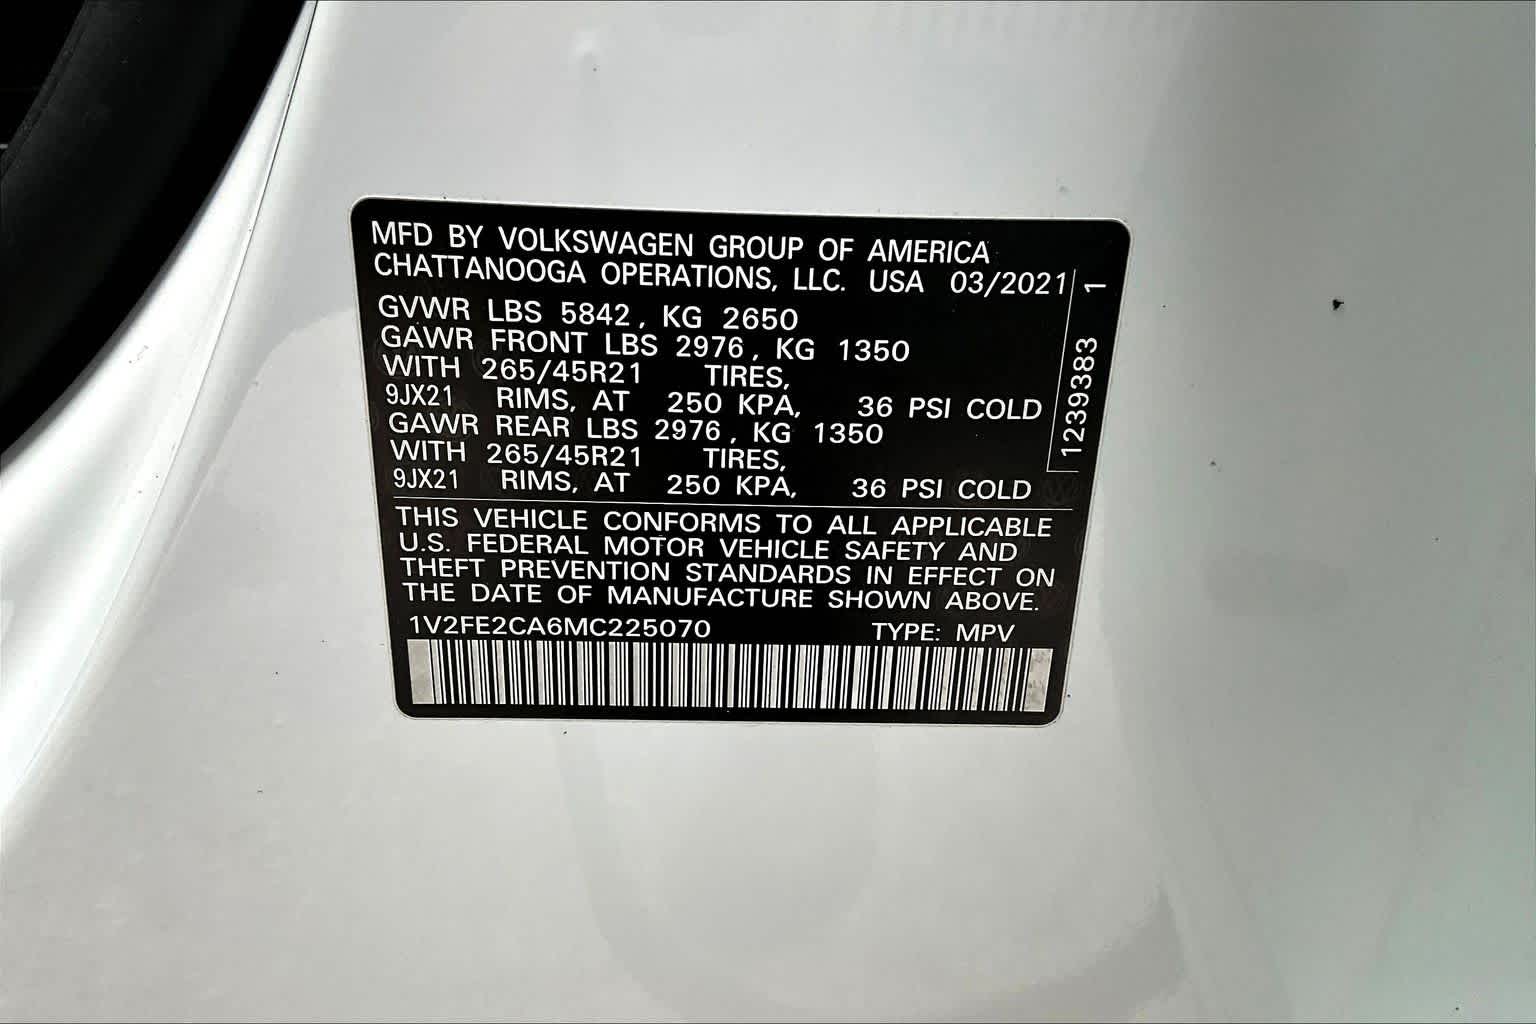 MFD BY VOLKSWAGEN GROUP OF AMERICA
CHATTANOOGA OPERATIONS, LLC. USA 03/2021
GVWR LBS 5842, KG 2650
GAWR FRONT LBS 2976, KG 1350
WITH 265/45R21 TIRES,
9JX21 RIMS, AT 250 KPA, 36 PSI COLD
GAWR REAR LBS 2976, KG 1350
WITH 265/45R21 TIRES,
9JX21 RIMS, AT 250 KPA, 36 PSI COLD
1239383 1
THIS VEHICLE CONFORMS TO ALL APPLICABLE
U.S. FEDERAL MOTOR VEHICLE SAFETY AND
THEFT PREVENTION STANDARDS IN EFFECT ON
THE DATE OF MANUFACTURE SHOWN ABOVE.
1V2FE2CA6MC225070 TYPE: MPV